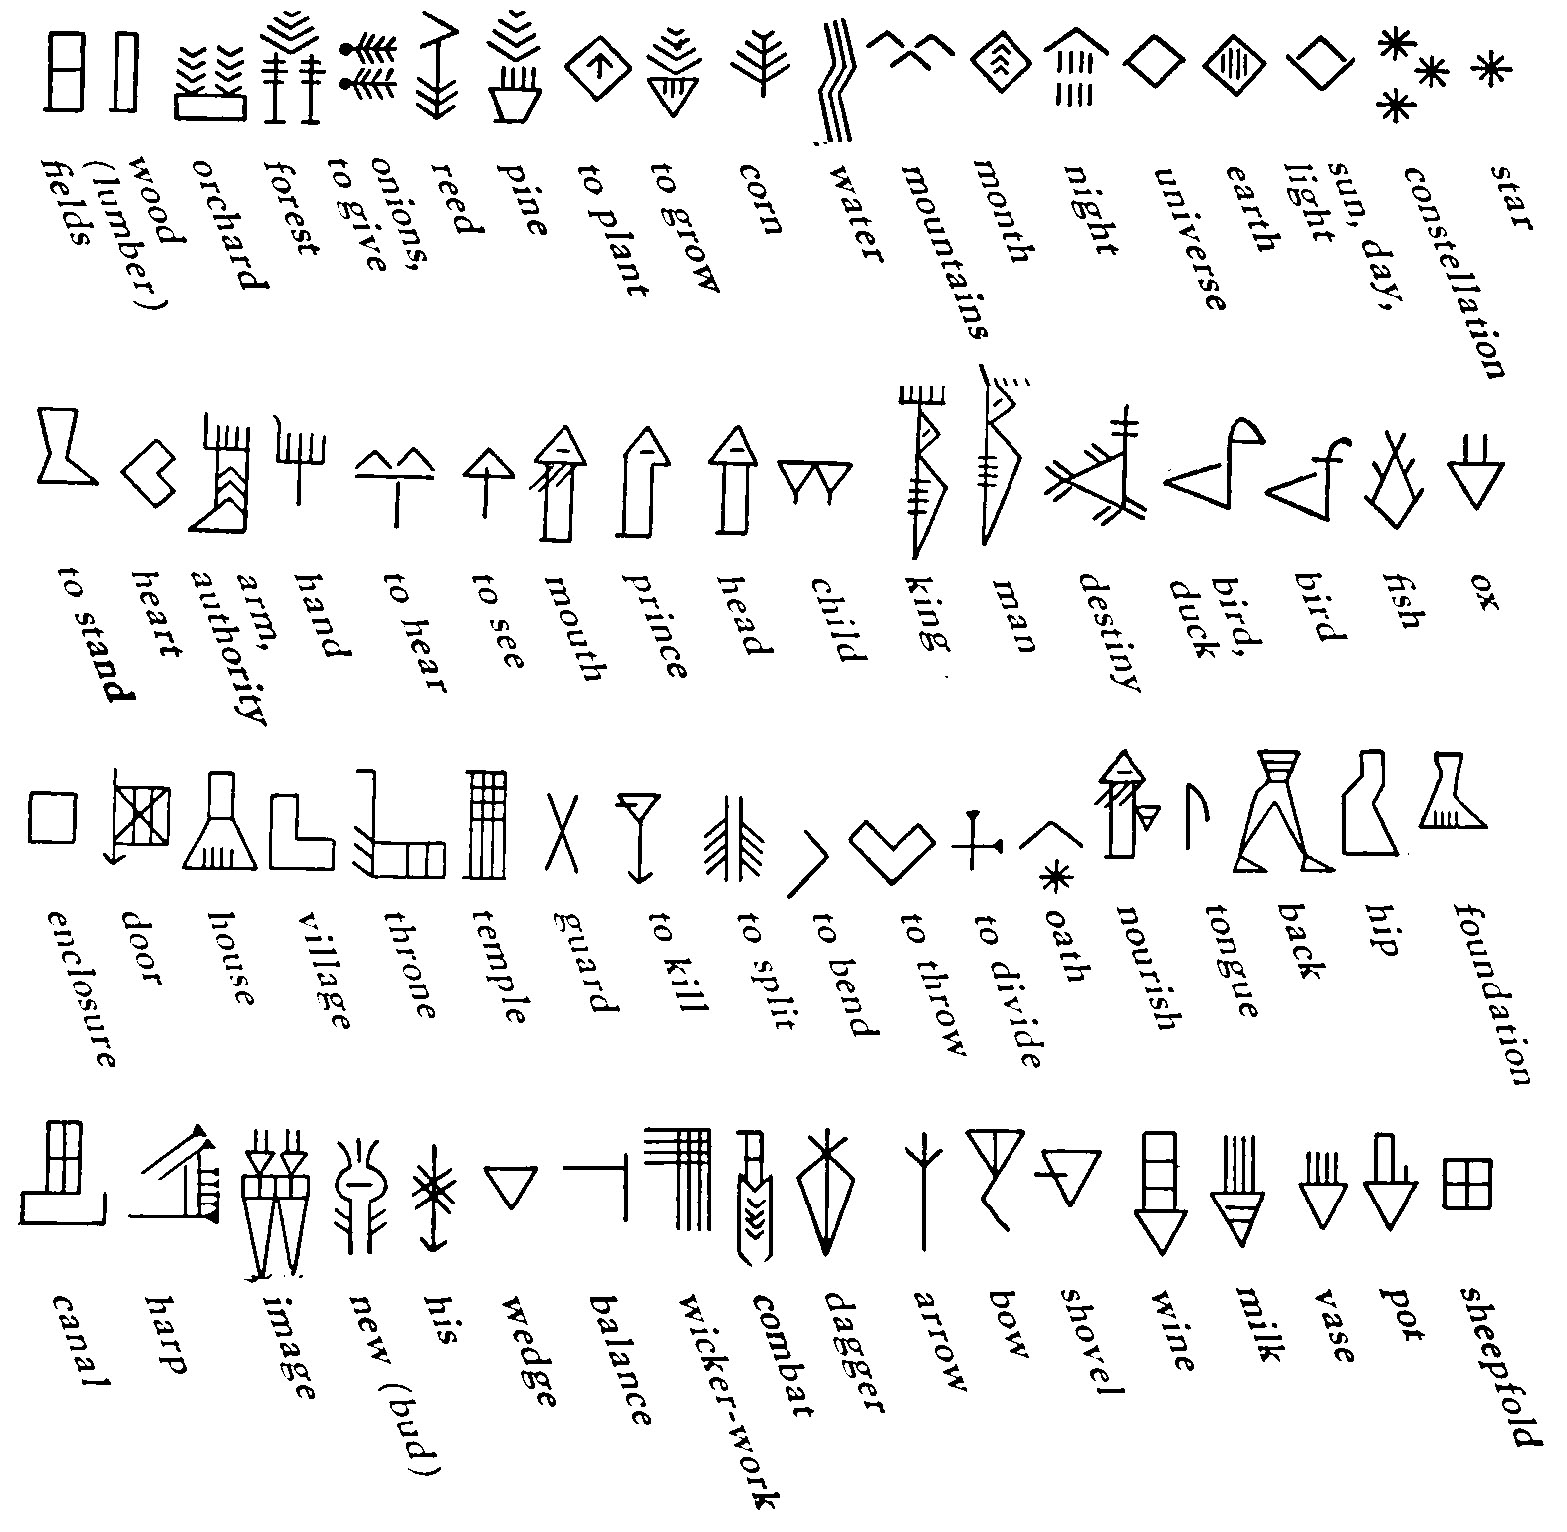 fields
wood
(lumber)
orchard
forest
onions,
to give
reed
pine
to plant
to grow
corn
water
mountains
month
night
universe
earth
sun, day,
light
constellation
star
to stand
heart
arm,
authority
hand
to hear
to see
mouth
prince
head
child
king
man
destiny
bird,
duck
bird
fish
ox
enclosure
door
house
village
throne
temple
guard
to kill
to split
to bend
to throw
to divide
oath
nourish
tongue
back
hip
foundation
canal
harp
image
new (bud)
his
wedge
balance
wicker-work
combat
dagger
arrow
bow
shovel
wine
milk
vase
pot
sheepfold